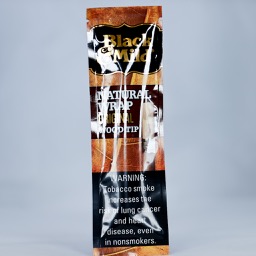 Black
& Mild
NATURAL
WRAP
ORIGINAL
WOOD TIP
WARNING:
Tobacco smoke
increases the
risk of lung cancer
and heart
disease, even
in nonsmokers.